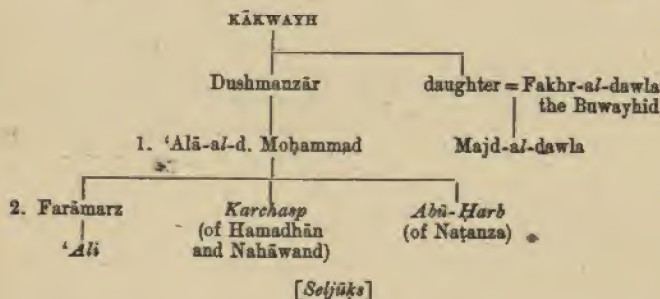 KĀKWAYH
Dushmanzār daughter = Fakhr-al-dawla
the Buwayhid
1. ‘Alā-al-d. Moḥammad Majd-al-dawla
2. Farāmarz Karchasp Abū-Ḥarb
‘Ali (of Hamadhān (of Naṭanza)
and Nahāwand)
[Seljūḳs]